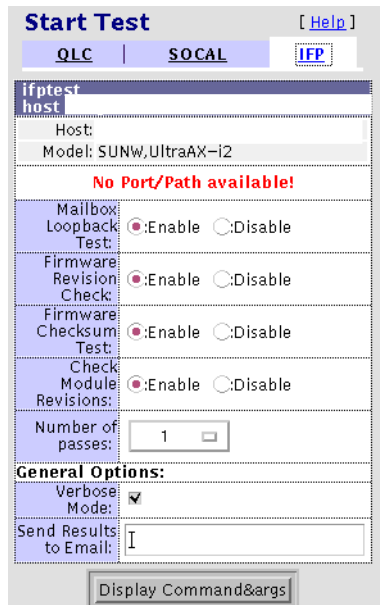 Start Test [ Help ]
QLC | SOCAL IFP
ifptest
host
Host:
Model: SUNW,UltraAX-i2
No Port/Path available!
Mailbox
Loopback
Test: :Enable :Disable
Firmware
Revision
Check: :Enable :Disable
Firmware
Checksum
Test: :Enable :Disable
Check
Module
Revisions: :Enable :Disable
Number of
passes: 1
General Options:
Verbose
Mode:
Send Results
to Email:
Display Command&args